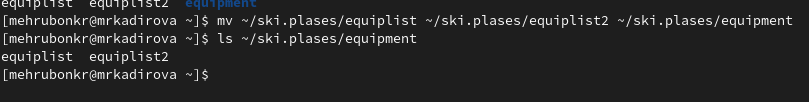 equiplist  equiplist2  equipment
[mehrubonkr@mrkadirova ~]$ mv ~/ski.plases/equiplist ~/ski.plases/equiplist2 ~/ski.plases/equipment
[mehrubonkr@mrkadirova ~]$ ls ~/ski.plases/equipment
equiplist  equiplist2
[mehrubonkr@mrkadirova ~]$